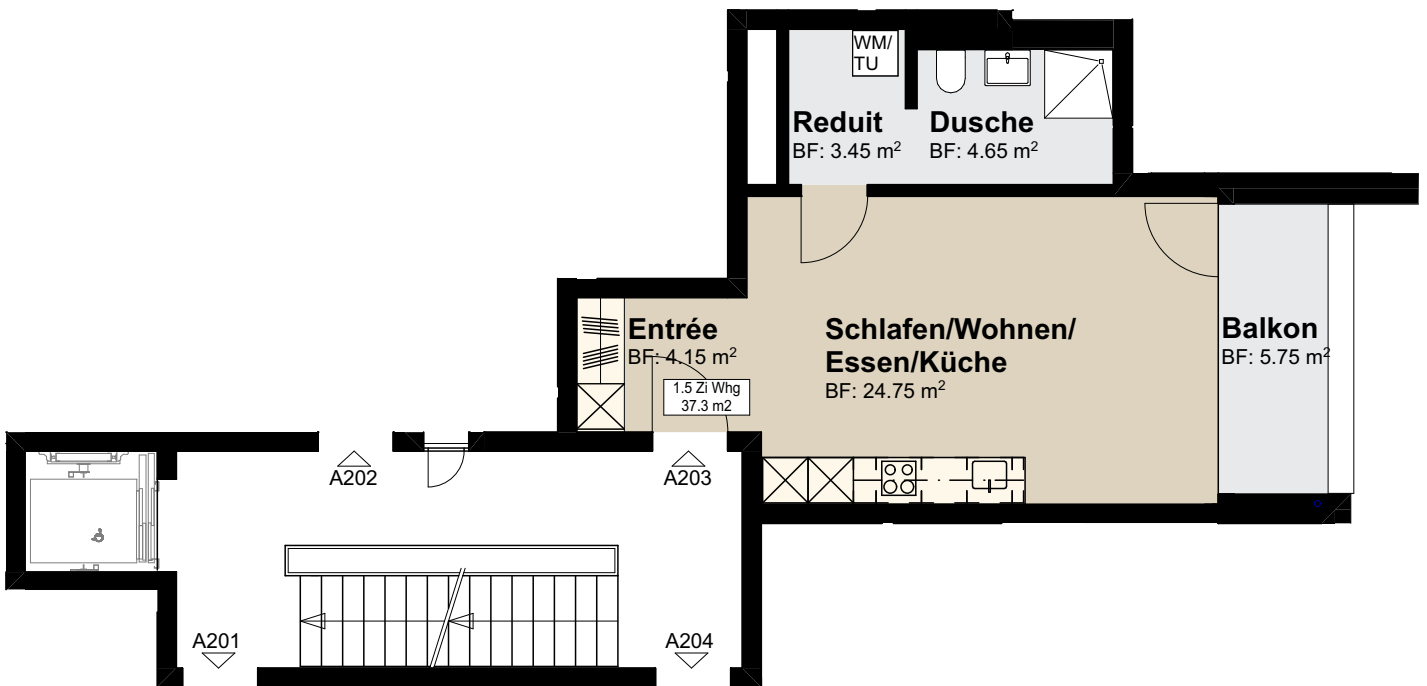 WM/
TU
Reduit
BF: 3.45 m²
Dusche
BF: 4.65 m²
Entrée
BF: 4.15 m²
1.5 Zi Whg
37.3 m2
Schlafen/Wohnen/
Essen/Küche
BF: 24.75 m²
Balkon
BF: 5.75 m²
A202
A203
A201
A204